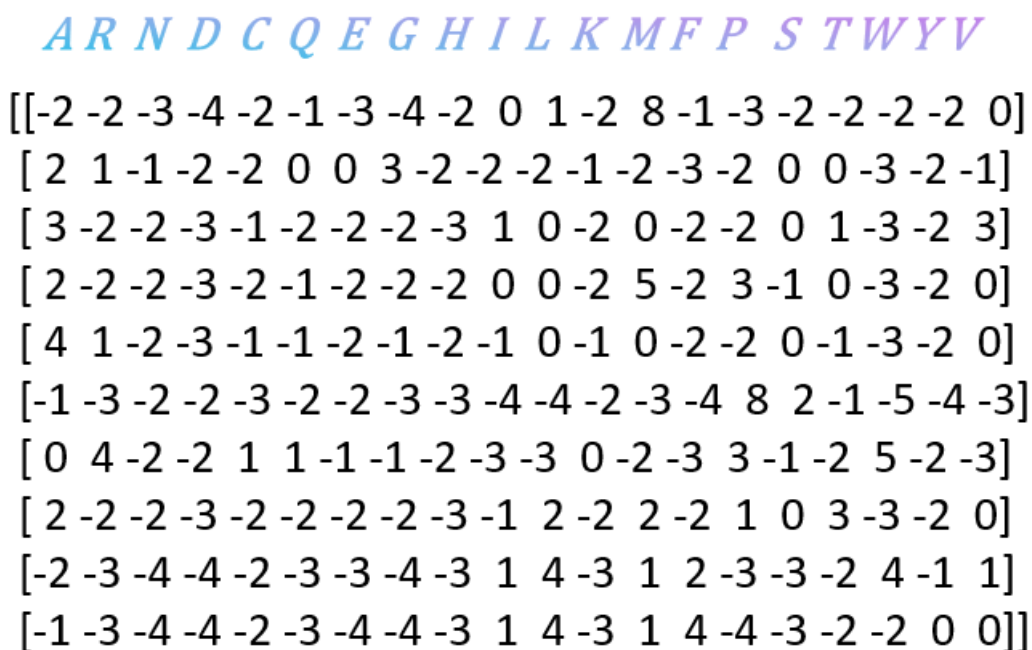 A R N D C Q E G H I L K M F P S T W Y V
[[-2 -2 -3 -4 -2 -1 -3 -4 -2 0 1 -2 8 -1 -3 -2 -2 -2 -2 0]
[ 2 1 -1 -2 -2 0 0 3 -2 -2 -2 -1 -2 -3 -2 0 0 -3 -2 -1]
[ 3 -2 -2 -3 -1 -2 -2 -2 -3 1 0 -2 0 -2 -2 0 1 -3 -2 3]
[ 2 -2 -2 -3 -2 -1 -2 -2 -2 0 0 -2 5 -2 3 -1 0 -3 -2 0]
[ 4 1 -2 -3 -1 -1 -2 -1 -2 -1 0 -1 0 -2 -2 0 -1 -3 -2 0]
[-1 -3 -2 -2 -3 -2 -2 -3 -3 -4 -4 -2 -3 -4 8 2 -1 -5 -4 -3]
[ 0 4 -2 -2 1 1 -1 -1 -2 -3 -3 0 -2 -3 3 -1 -2 5 -2 -3]
[ 2 -2 -2 -3 -2 -2 -2 -2 -3 -1 2 -2 2 -2 1 0 3 -3 -2 0]
[-2 -3 -4 -4 -2 -3 -3 -4 -3 1 4 -3 1 2 -3 -3 -2 4 -1 1]
[-1 -3 -4 -4 -2 -3 -4 -4 -3 1 4 -3 1 4 -4 -3 -2 -2 0 0]]